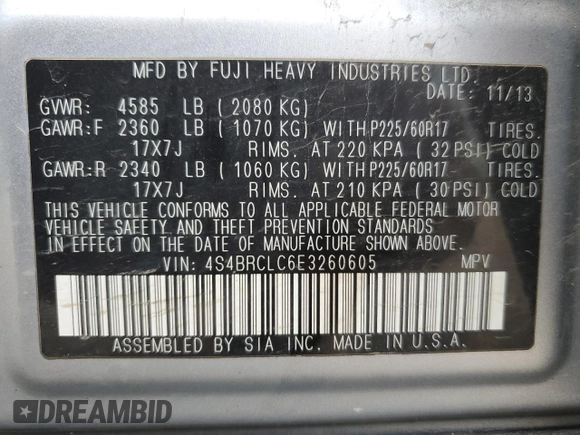 MFD BY FUJI HEAVY INDUSTRIES LTD.
DATE: 11/13
GVWR: 4585 LB (2080 KG)
GAWR:F 2360 LB (1070 KG) WITH P225/60R17 TIRES.
17X7J RIMS. AT 220 KPA (32 PSI) COLD
GAWR:R 2340 LB (1060 KG) WITH P225/60R17 TIRES.
17X7J RIMS. AT 210 KPA (30 PSI) COLD
THIS VEHICLE CONFORMS TO ALL APPLICABLE FEDERAL MOTOR
VEHICLE SAFETY AND THEFT PREVENTION STANDARDS
IN EFFECT ON THE DATE OF MANUFACTURE SHOWN ABOVE.
VIN: 4S4BRCLC6E3260605 MPV
ASSEMBLED BY SIA INC. MADE IN U.S.A.
DREAMBID